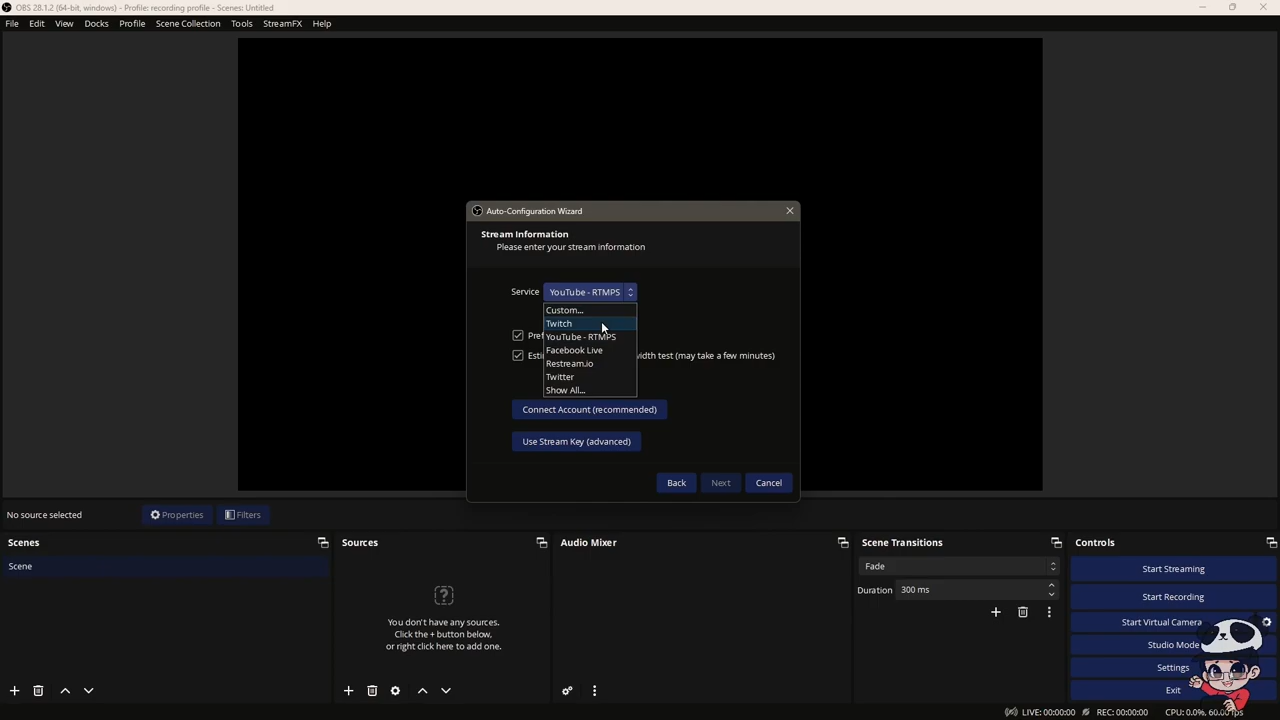 OBS 28.1.2 (64-bit, windows) - Profile: recording profile - Scenes: Untitled
File Edit View Docks Profile Scene Collection Tools StreamFX Help
Auto-Configuration Wizard
Stream Information
Please enter your stream information
Service YouTube - RTMPS
Custom...
Twitch
YouTube - RTMPS
Facebook Live
Restream.io
Twitter
Show All...
(may take a few minutes)
Connect Account (recommended)
Use Stream Key (advanced)
Back Next Cancel
No source selected Properties Filters
Scenes Sources Audio Mixer Scene Transitions Controls
Scene
Fade
Duration 300 ms
You don't have any sources.
Click the + button below,
or right click here to add one.
Start Streaming
Start Recording
Start Virtual Camera
Studio Mode
Settings
Exit
LIVE: 00:00:00 REC: 00:00:00 CPU: 0.0%, 60.00 fps